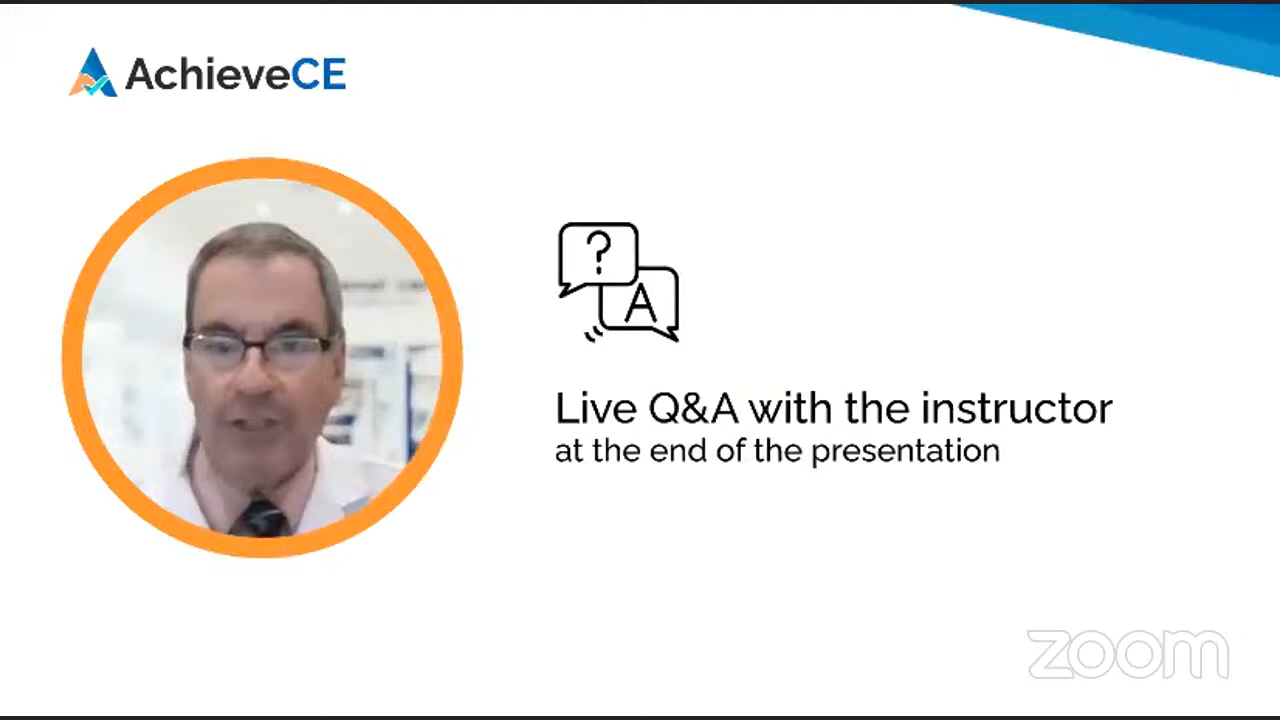 AchieveCE
?
A
Live Q&A with the instructor
at the end of the presentation
zoom